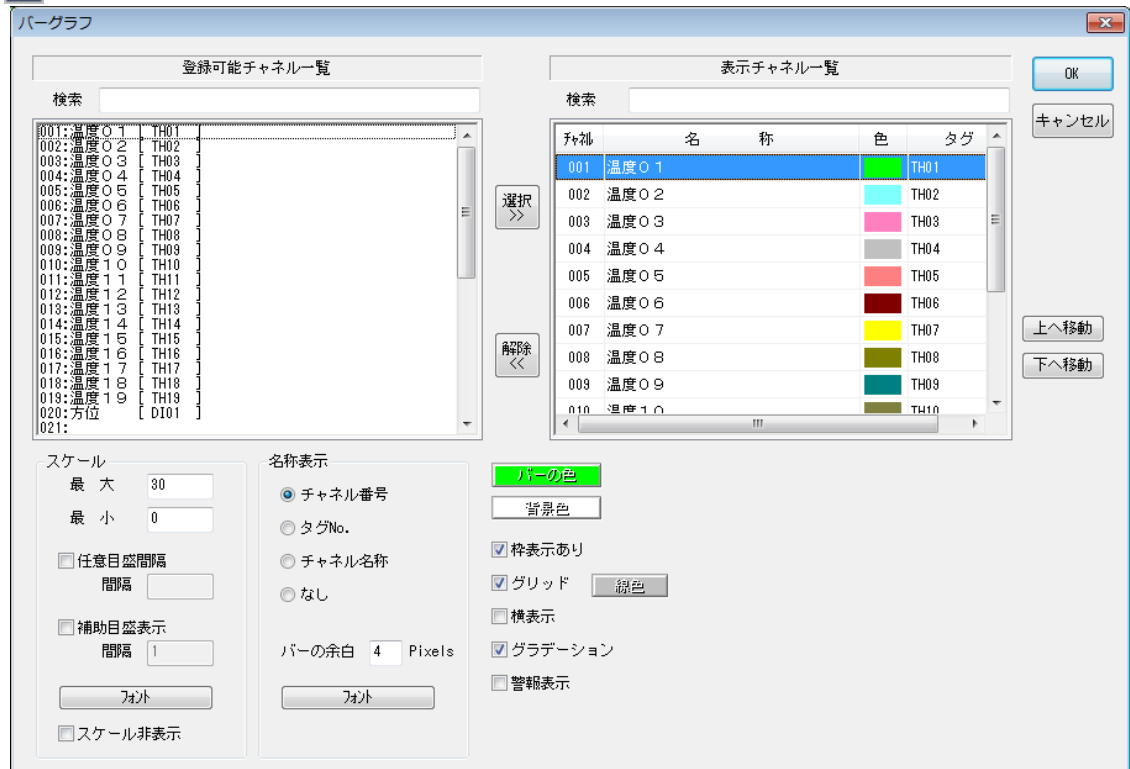 バーグラフ
登録可能チャネル一覧
検索
001:温度０１ [ TH01 ]
002:温度０２ [ TH02 ]
003:温度０３ [ TH03 ]
004:温度０４ [ TH04 ]
005:温度０５ [ TH05 ]
006:温度０６ [ TH06 ]
007:温度０７ [ TH07 ]
008:温度０８ [ TH08 ]
009:温度０９ [ TH09 ]
010:温度１０ [ TH10 ]
011:温度１１ [ TH11 ]
012:温度１２ [ TH12 ]
013:温度１３ [ TH13 ]
014:温度１４ [ TH14 ]
015:温度１５ [ TH15 ]
016:温度１６ [ TH16 ]
017:温度１７ [ TH17 ]
018:温度１８ [ TH18 ]
019:温度１９ [ TH19 ]
020:方位 [ DI01 ]
021:
選択
>>
解除
<<
表示チャネル一覧
検索
ﾁｬﾈﾙ 名 称 色 タグ
001 温度０１ TH01
002 温度０２ TH02
003 温度０３ TH03
004 温度０４ TH04
005 温度０５ TH05
006 温度０６ TH06
007 温度０７ TH07
008 温度０８ TH08
009 温度０９ TH09
010 温度１０ TH10
OK
キャンセル
上へ移動
下へ移動
スケール
最 大 30
最 小 0
任意目盛間隔
間隔
補助目盛表示
間隔 1
ﾌｫﾝﾄ
スケール非表示
名称表示
チャネル番号
タグNo.
チャネル名称
なし
バーの余白 4 Pixels
ﾌｫﾝﾄ
バーの色
背景色
枠表示あり
グリッド 線色
横表示
グラデーション
警報表示